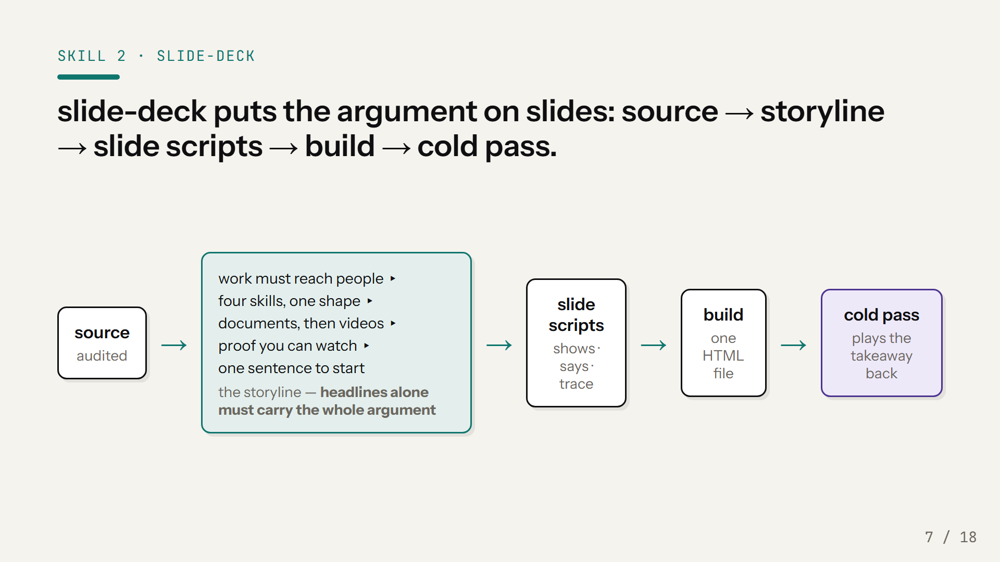 SKILL 2 · SLIDE-DECK
slide-deck puts the argument on slides: source → storyline
→ slide scripts → build → cold pass.
source
audited
→
work must reach people ▸
four skills, one shape ▸
documents, then videos ▸
proof you can watch ▸
one sentence to start
the storyline — headlines alone
must carry the whole argument
→
slide
scripts
shows ·
says ·
trace
→
build
one
HTML
file
→
cold pass
plays the
takeaway
back
7 / 18